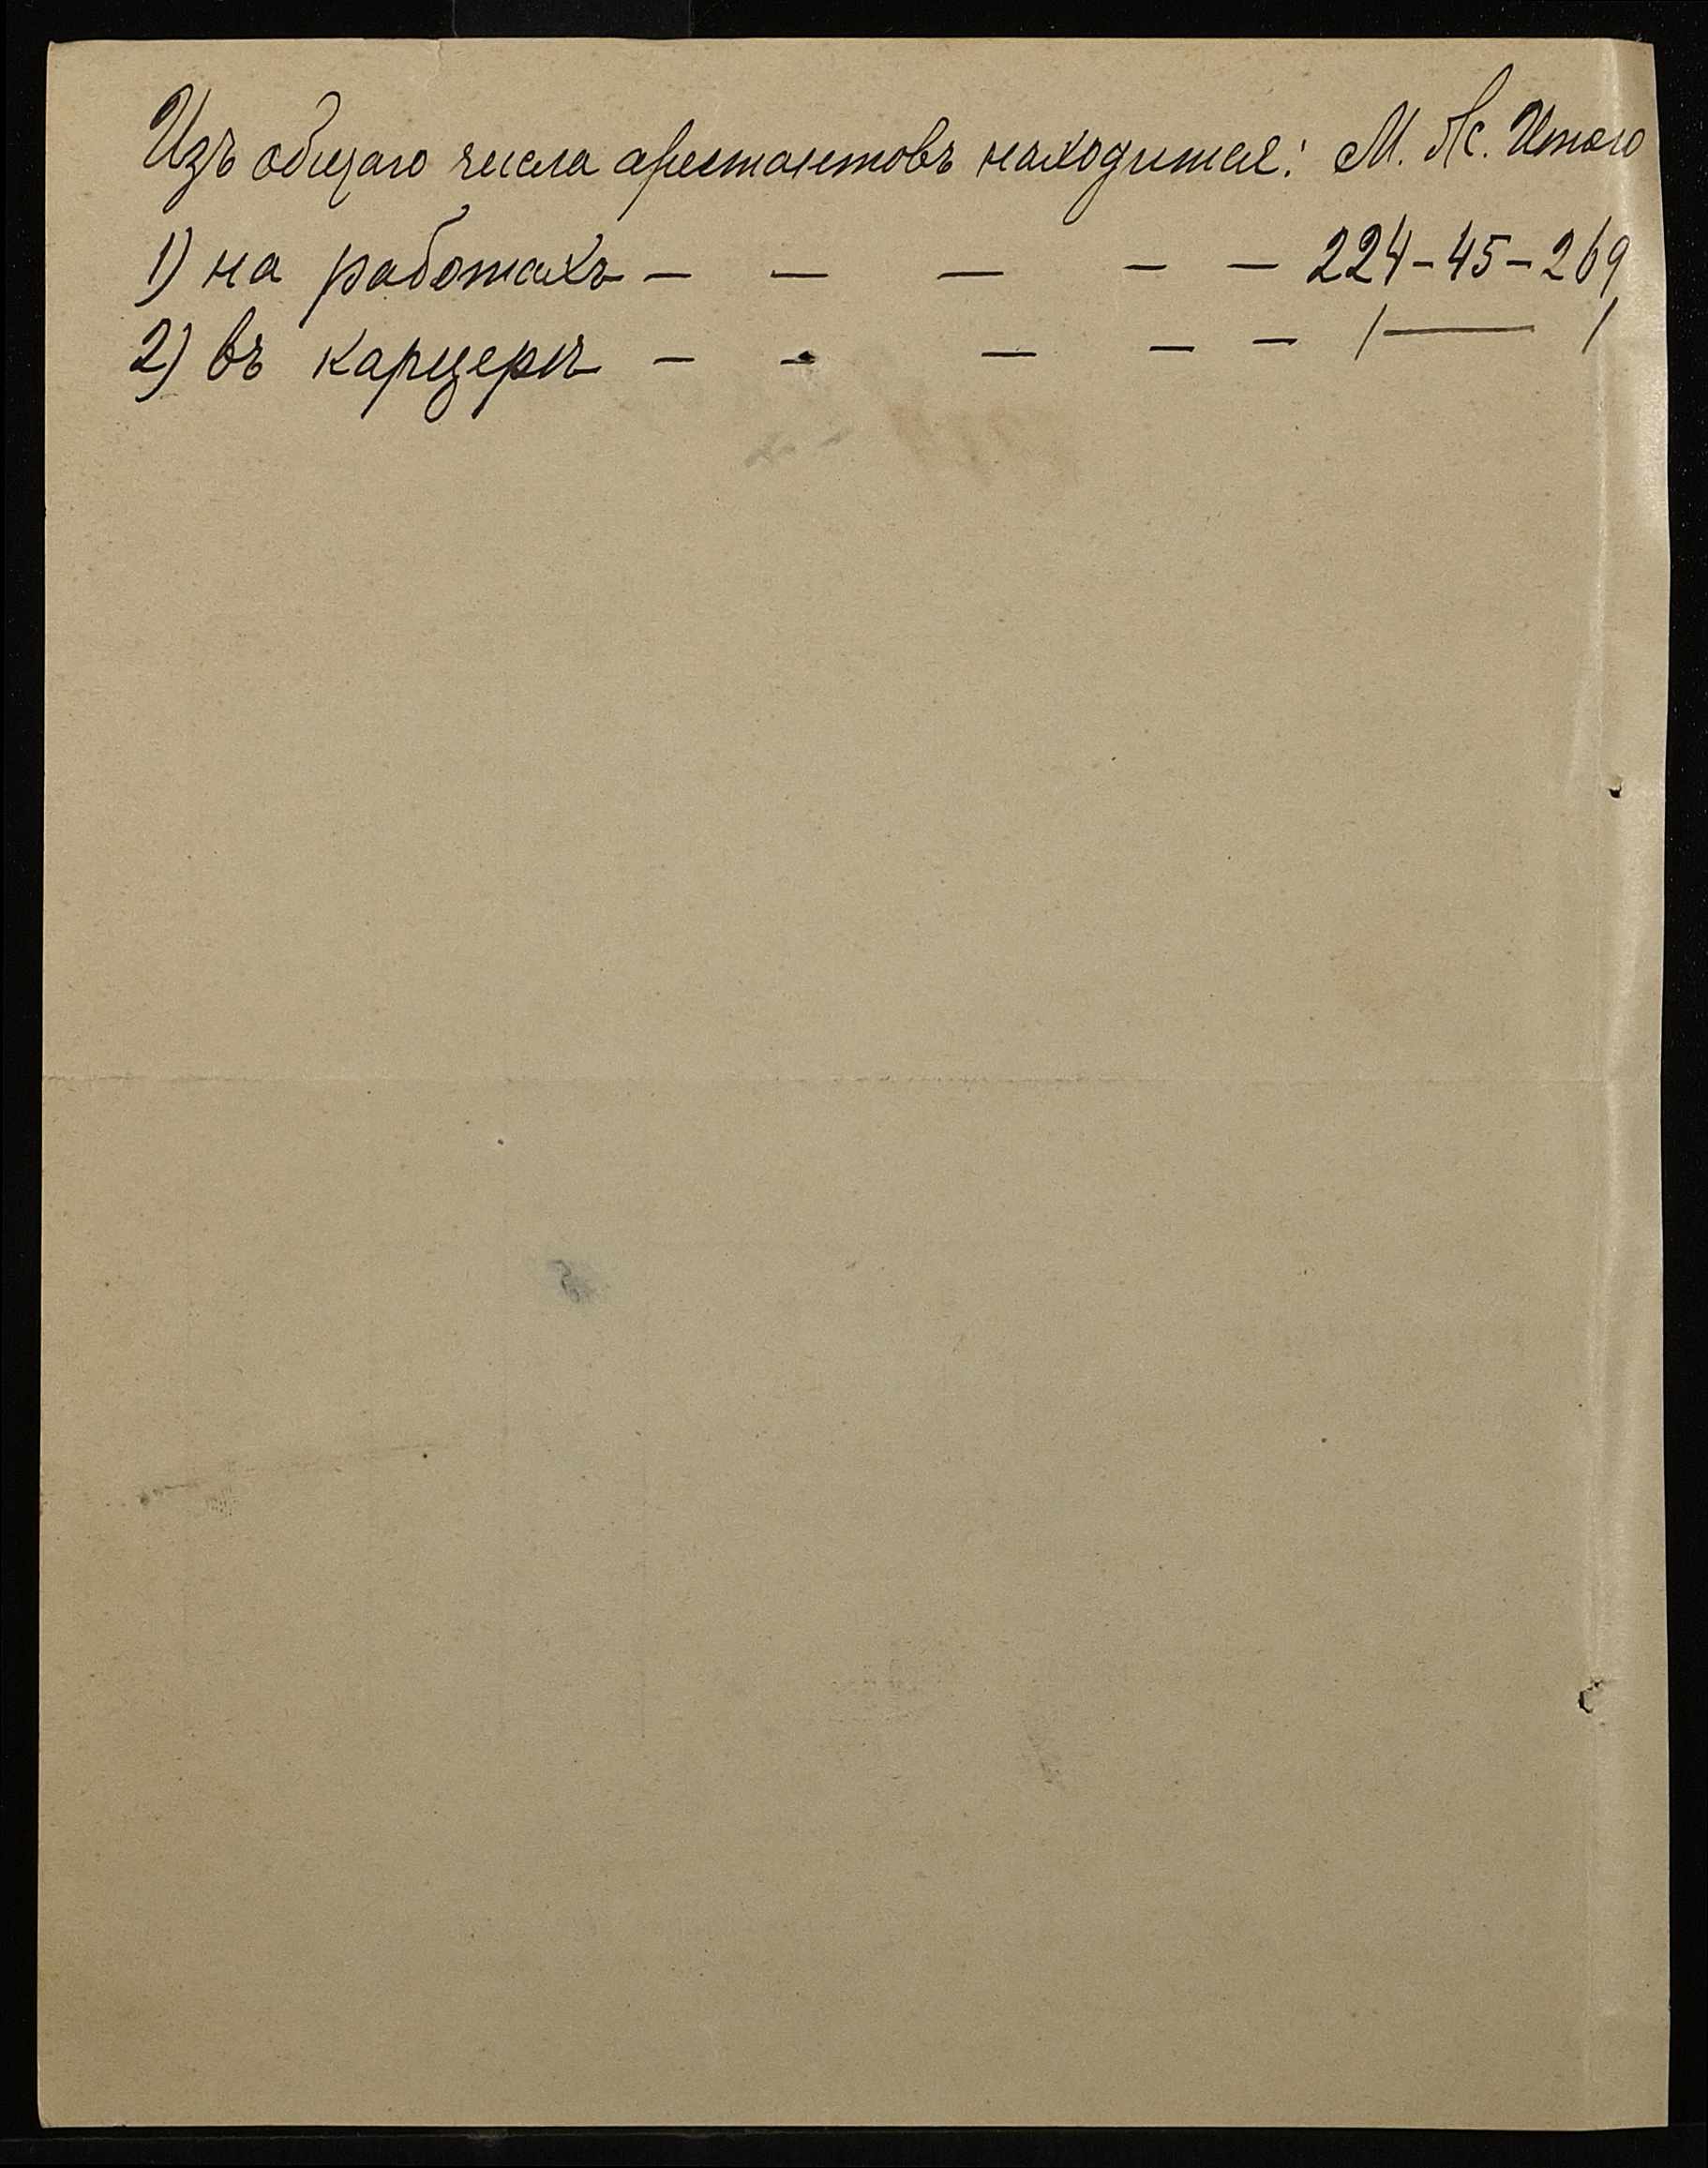 Изъ общаго числа арестантовъ находится: М. Ж. Итого
1) на работахъ — — — — — 224 - 45 - 269
2) въ карцерѣ — — — — — 1 — 1